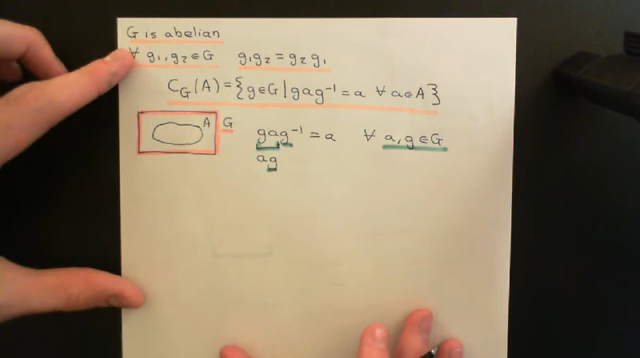 G is abelian
∀ g₁, g₂ ∈ G g₁g₂ = g₂g₁
C_G(A) = {g ∈ G | gag⁻¹ = a ∀ a ∈ A}
A G gag⁻¹ = a ∀ a, g ∈ G
ag